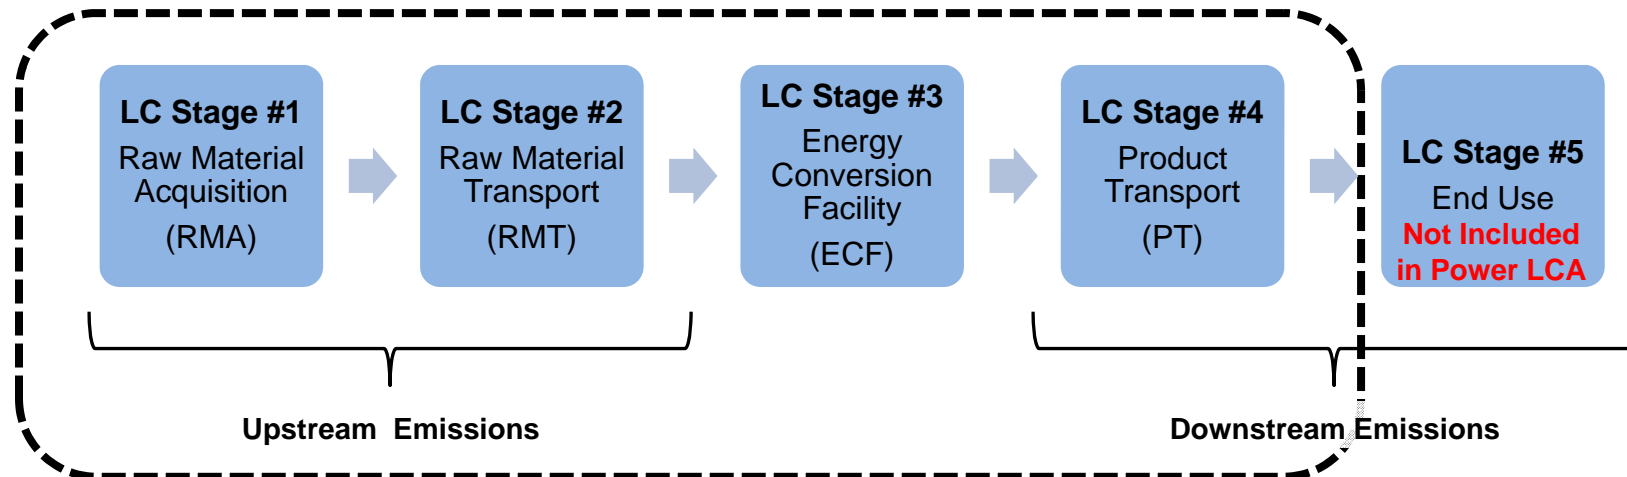 LC Stage #1
Raw Material
Acquisition
(RMA)
LC Stage #2
Raw Material
Transport
(RMT)
LC Stage #3
Energy
Conversion
Facility
(ECF)
LC Stage #4
Product
Transport
(PT)
LC Stage #5
End Use
Not Included
in Power LCA
Upstream Emissions
Downstream Emissions